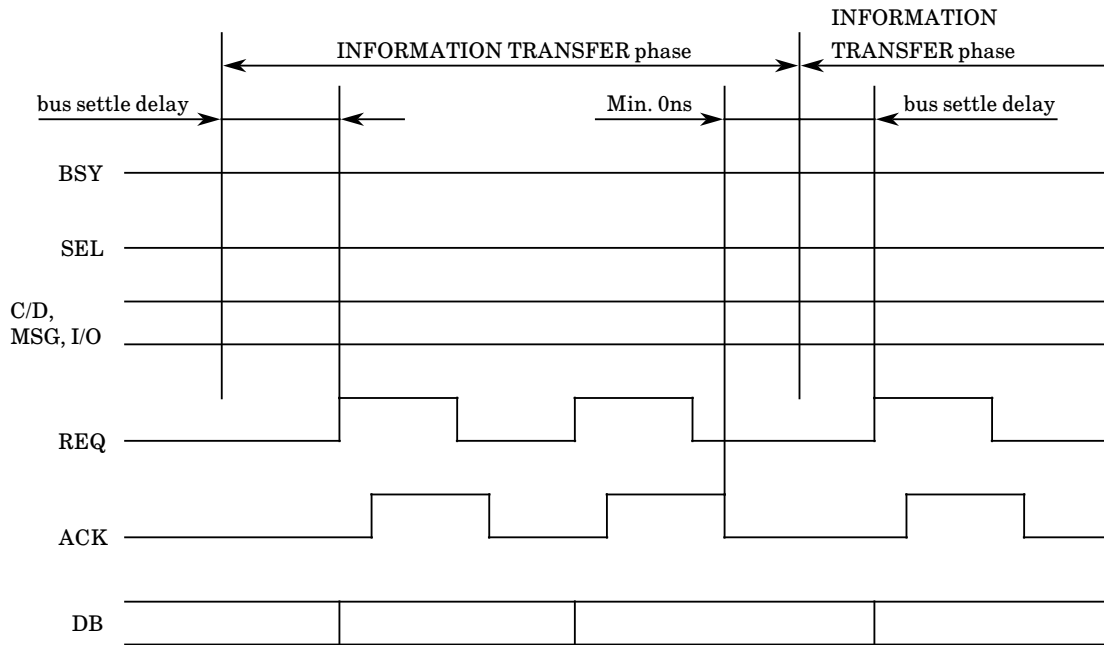 INFORMATION
INFORMATION TRANSFER phase
TRANSFER phase
bus settle delay
Min. 0ns
bus settle delay
BSY
SEL
C/D,
MSG, I/O
REQ
ACK
DB